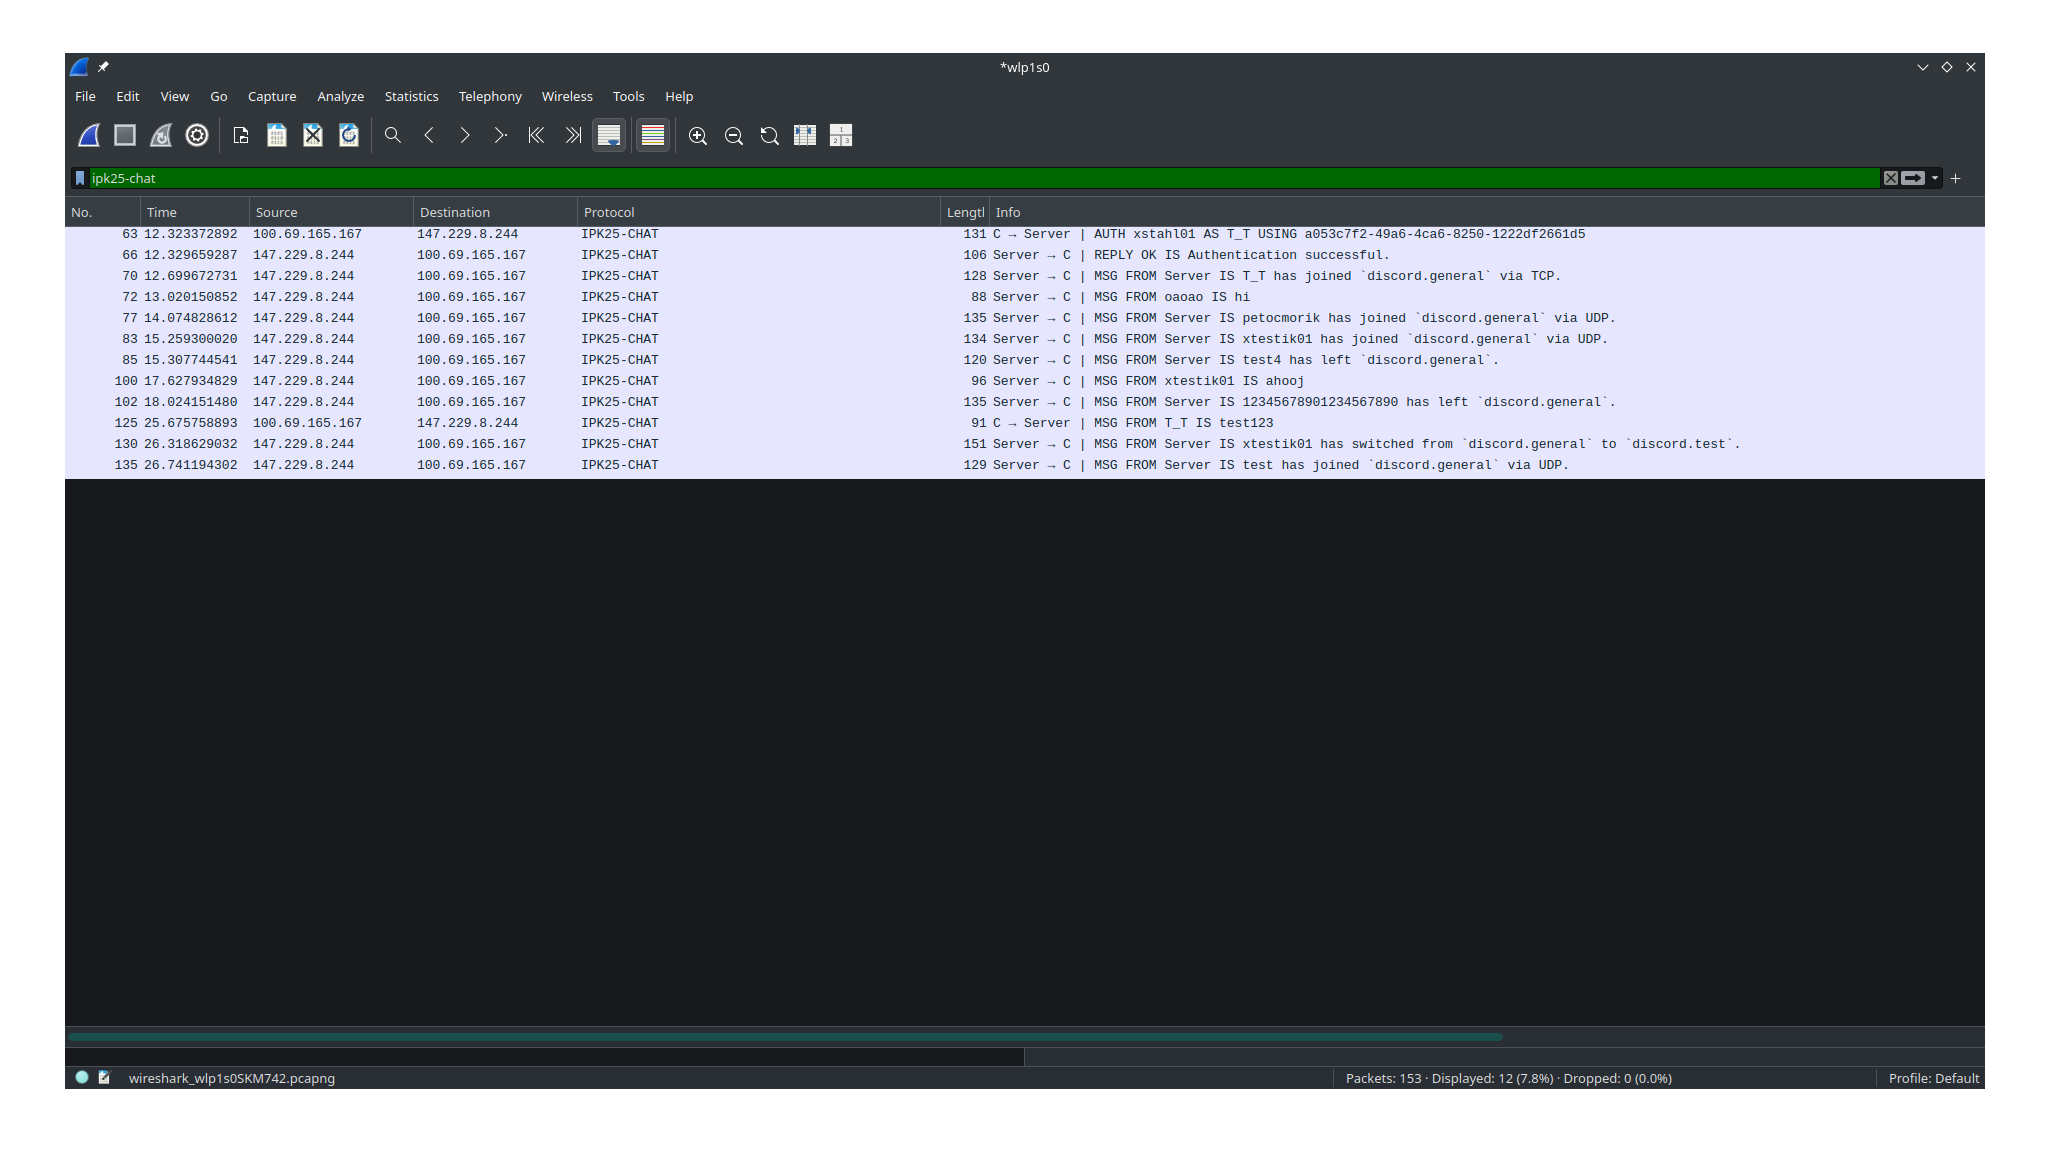 *wlp1s0
File Edit View Go Capture Analyze Statistics Telephony Wireless Tools Help
ipk25-chat
No. Time Source Destination Protocol Lengtl Info
63 12.323372892 100.69.165.167 147.229.8.244 IPK25-CHAT 131 C → Server | AUTH xstahl01 AS T_T USING a053c7f2-49a6-4ca6-8250-1222df2661d5
66 12.329659287 147.229.8.244 100.69.165.167 IPK25-CHAT 106 Server → C | REPLY OK IS Authentication successful.
70 12.699672731 147.229.8.244 100.69.165.167 IPK25-CHAT 128 Server → C | MSG FROM Server IS T_T has joined `discord.general` via TCP.
72 13.020150852 147.229.8.244 100.69.165.167 IPK25-CHAT 88 Server → C | MSG FROM oaoao IS hi
77 14.074828612 147.229.8.244 100.69.165.167 IPK25-CHAT 135 Server → C | MSG FROM Server IS petocmorik has joined `discord.general` via UDP.
83 15.259300020 147.229.8.244 100.69.165.167 IPK25-CHAT 134 Server → C | MSG FROM Server IS xtestik01 has joined `discord.general` via UDP.
85 15.307744541 147.229.8.244 100.69.165.167 IPK25-CHAT 120 Server → C | MSG FROM Server IS test4 has left `discord.general`.
100 17.627934829 147.229.8.244 100.69.165.167 IPK25-CHAT 96 Server → C | MSG FROM xtestik01 IS ahooj
102 18.024151480 147.229.8.244 100.69.165.167 IPK25-CHAT 135 Server → C | MSG FROM Server IS 12345678901234567890 has left `discord.general`.
125 25.675758893 100.69.165.167 147.229.8.244 IPK25-CHAT 91 C → Server | MSG FROM T_T IS test123
130 26.318629032 147.229.8.244 100.69.165.167 IPK25-CHAT 151 Server → C | MSG FROM Server IS xtestik01 has switched from `discord.general` to `discord.test`.
135 26.741194302 147.229.8.244 100.69.165.167 IPK25-CHAT 129 Server → C | MSG FROM Server IS test has joined `discord.general` via UDP.
wireshark_wlp1s0SKM742.pcapng Packets: 153 · Displayed: 12 (7.8%) · Dropped: 0 (0.0%) Profile: Default